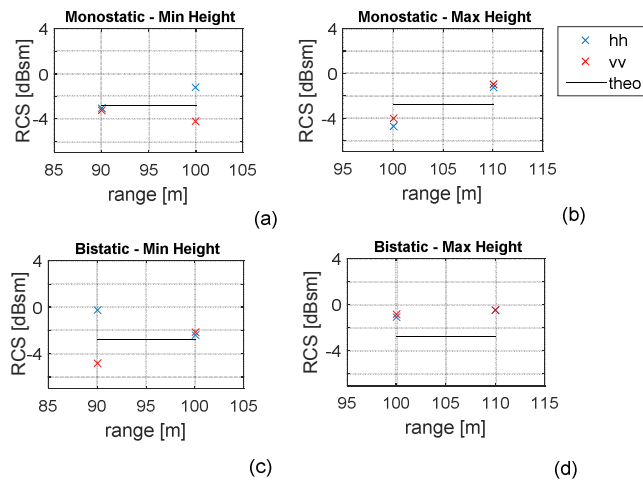 Monostatic - Min Height
4
0
-4
RCS [dBsm]
85 90 95 100 105
range [m]
(a)
Monostatic - Max Height
4
0
-4
RCS [dBsm]
95 100 105 110 115
range [m]
(b)
hh
vv
theo
Bistatic - Min Height
4
0
-4
RCS [dBsm]
85 90 95 100 105
range [m]
(c)
Bistatic - Max Height
4
0
-4
RCS [dBsm]
95 100 105 110 115
range [m]
(d)